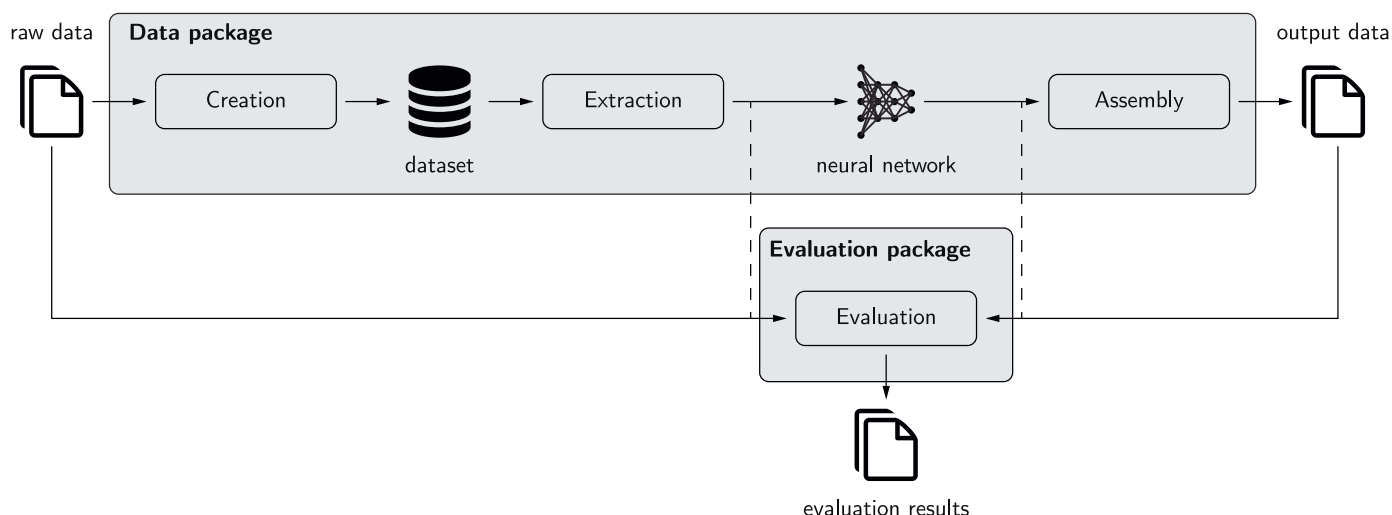 raw data
Data package
output data
Creation
Extraction
Assembly
dataset
neural network
Evaluation package
Evaluation
evaluation results